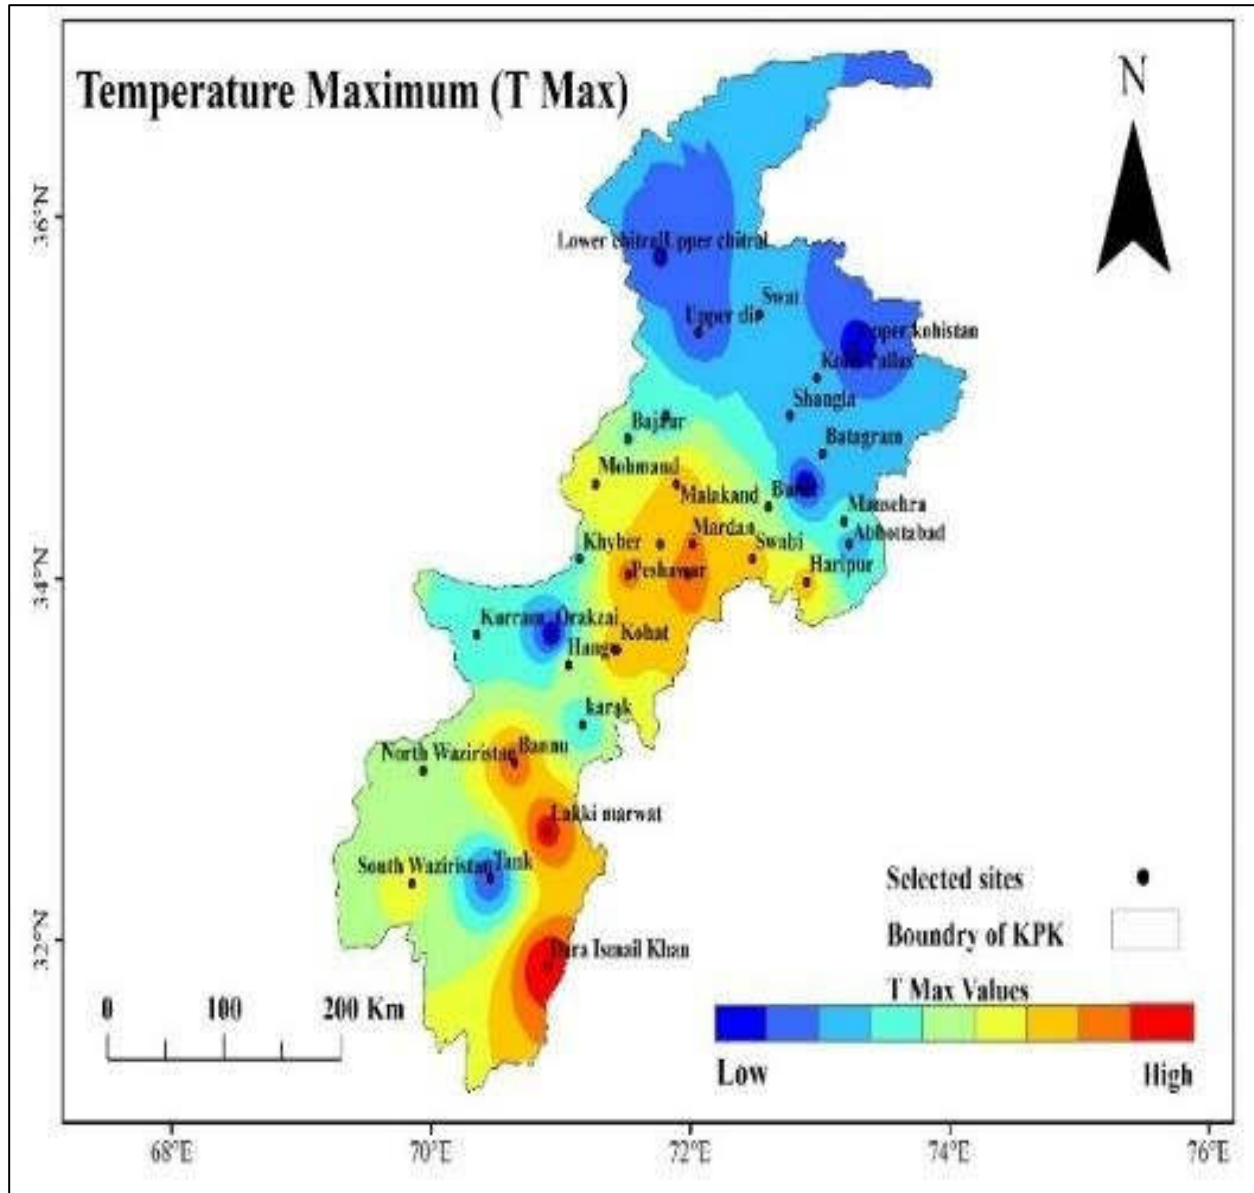 Temperature Maximum (T Max)
N
36°N
34°N
32°N
Lower chitral Upper chitral
Swat
Upper dir
Upper kohistan
Shangla
Bajaur
Batagram
Mohmand
Malakand
Mansehra
Mardan
Abbottabad
Khyber
Swabi
Peshawar
Haripur
Kurram
Orakzai
Kohat
karak
Bannu
North Waziristan
Lakki marwat
South Waziristan
Tank
Selected sites
Boundry of KPK
Ismail Khan
T Max Values
0 100 200 Km
Low
High
68°E 70°E 72°E 74°E 76°E